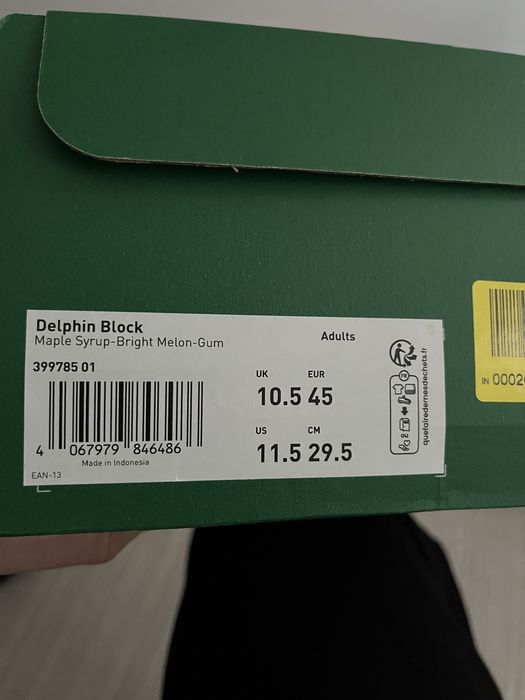 Delphin Block
Maple Syrup-Bright Melon-Gum
Adults
399785 01
4 067979 846486
Made in Indonesia
EAN-13
UK EUR
10.5 45
US CM
11.5 29.5
FR
quefairedemesdechets.fr
IN 0002